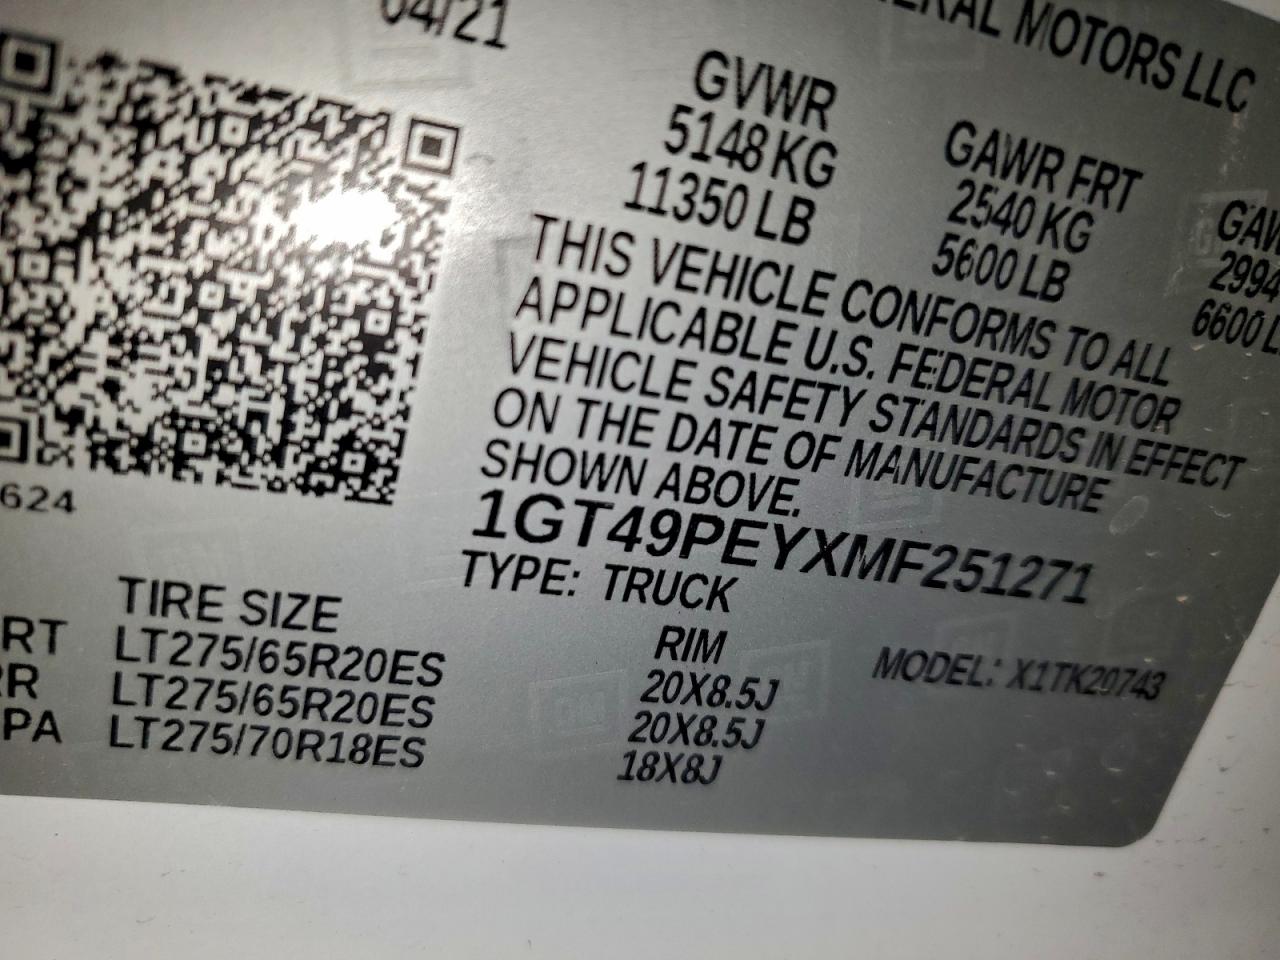 04/21
GENERAL MOTORS LLC
GVWR
5148 KG
11350 LB
GAWR FRT
2540 KG
5600 LB
GAW
2994
6600 L
THIS VEHICLE CONFORMS TO ALL
APPLICABLE U.S. FEDERAL MOTOR
VEHICLE SAFETY STANDARDS IN EFFECT
ON THE DATE OF MANUFACTURE
SHOWN ABOVE.
1GT49PEYXMF251271
TYPE: TRUCK
MODEL: X1TK20743
624
TIRE SIZE
RIM
RT LT275/65R20ES 20X8.5J
RR LT275/65R20ES 20X8.5J
PA LT275/70R18ES 18X8J